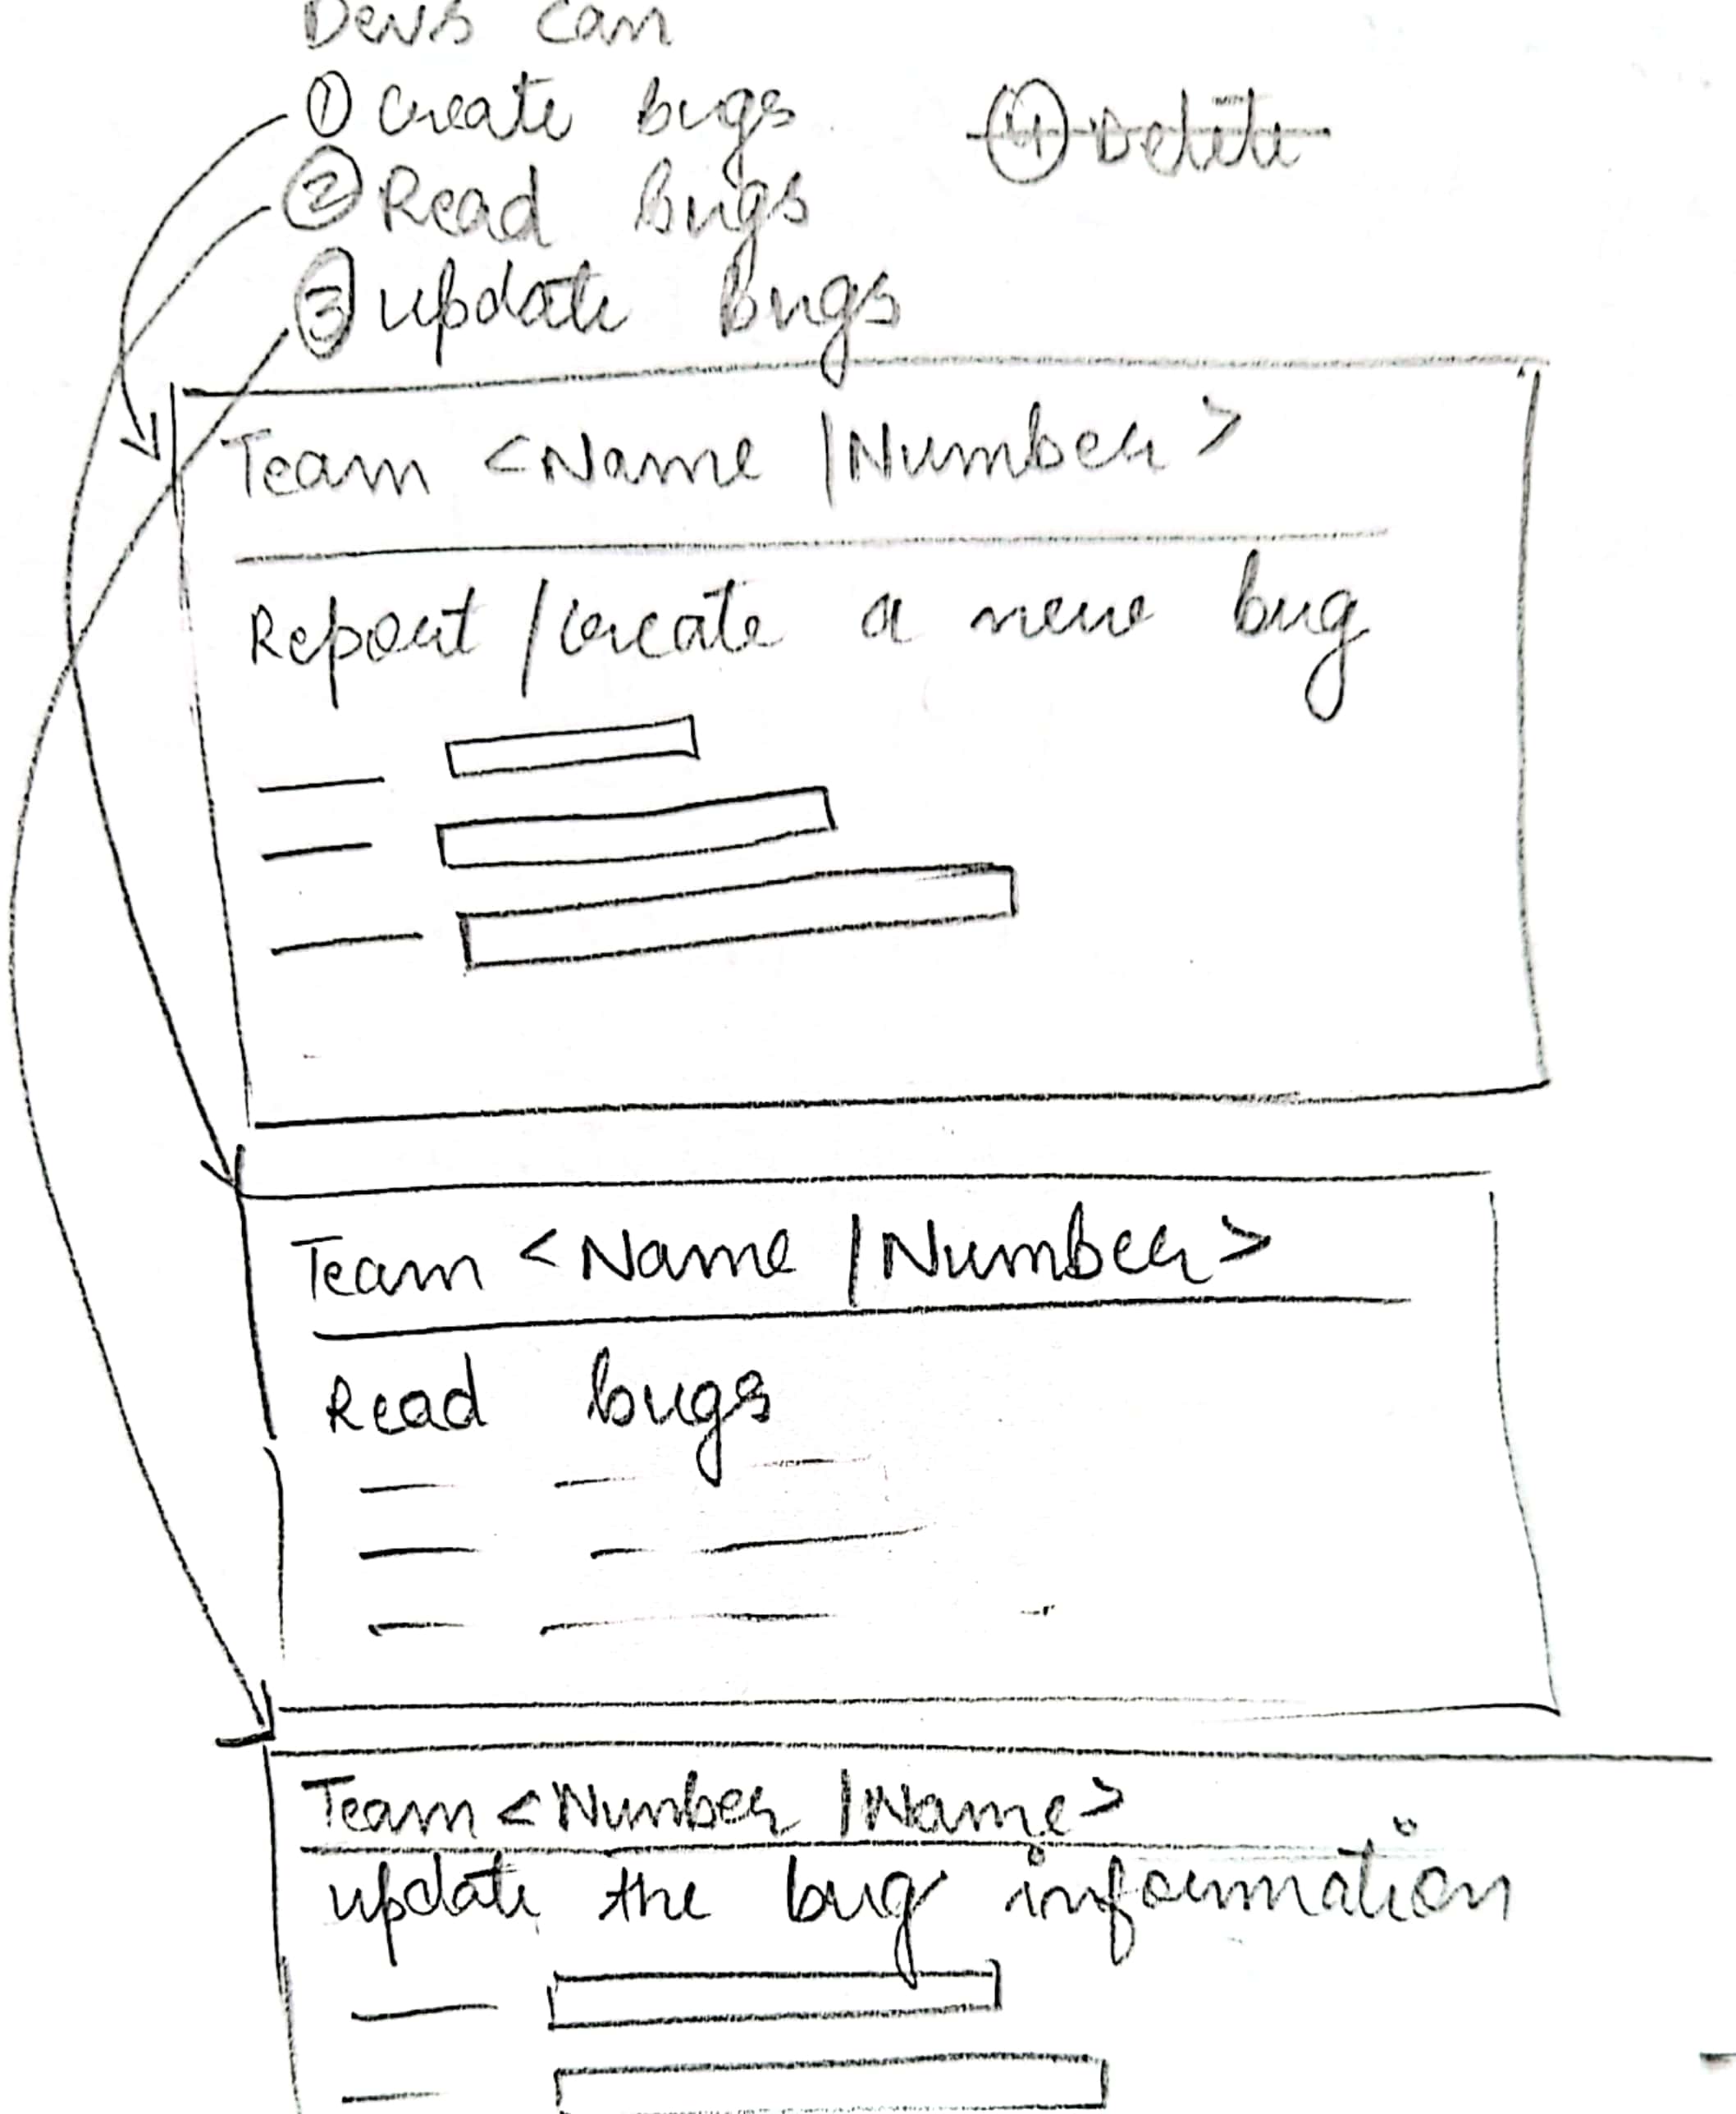 Devs can
① Create bugs
② Read bugs
③ update bugs
④ Delete
Team <Name |Number>
Report / create a new bug
Team <Name |Number>
Read bugs
Team <Number |Name>
update the bug information